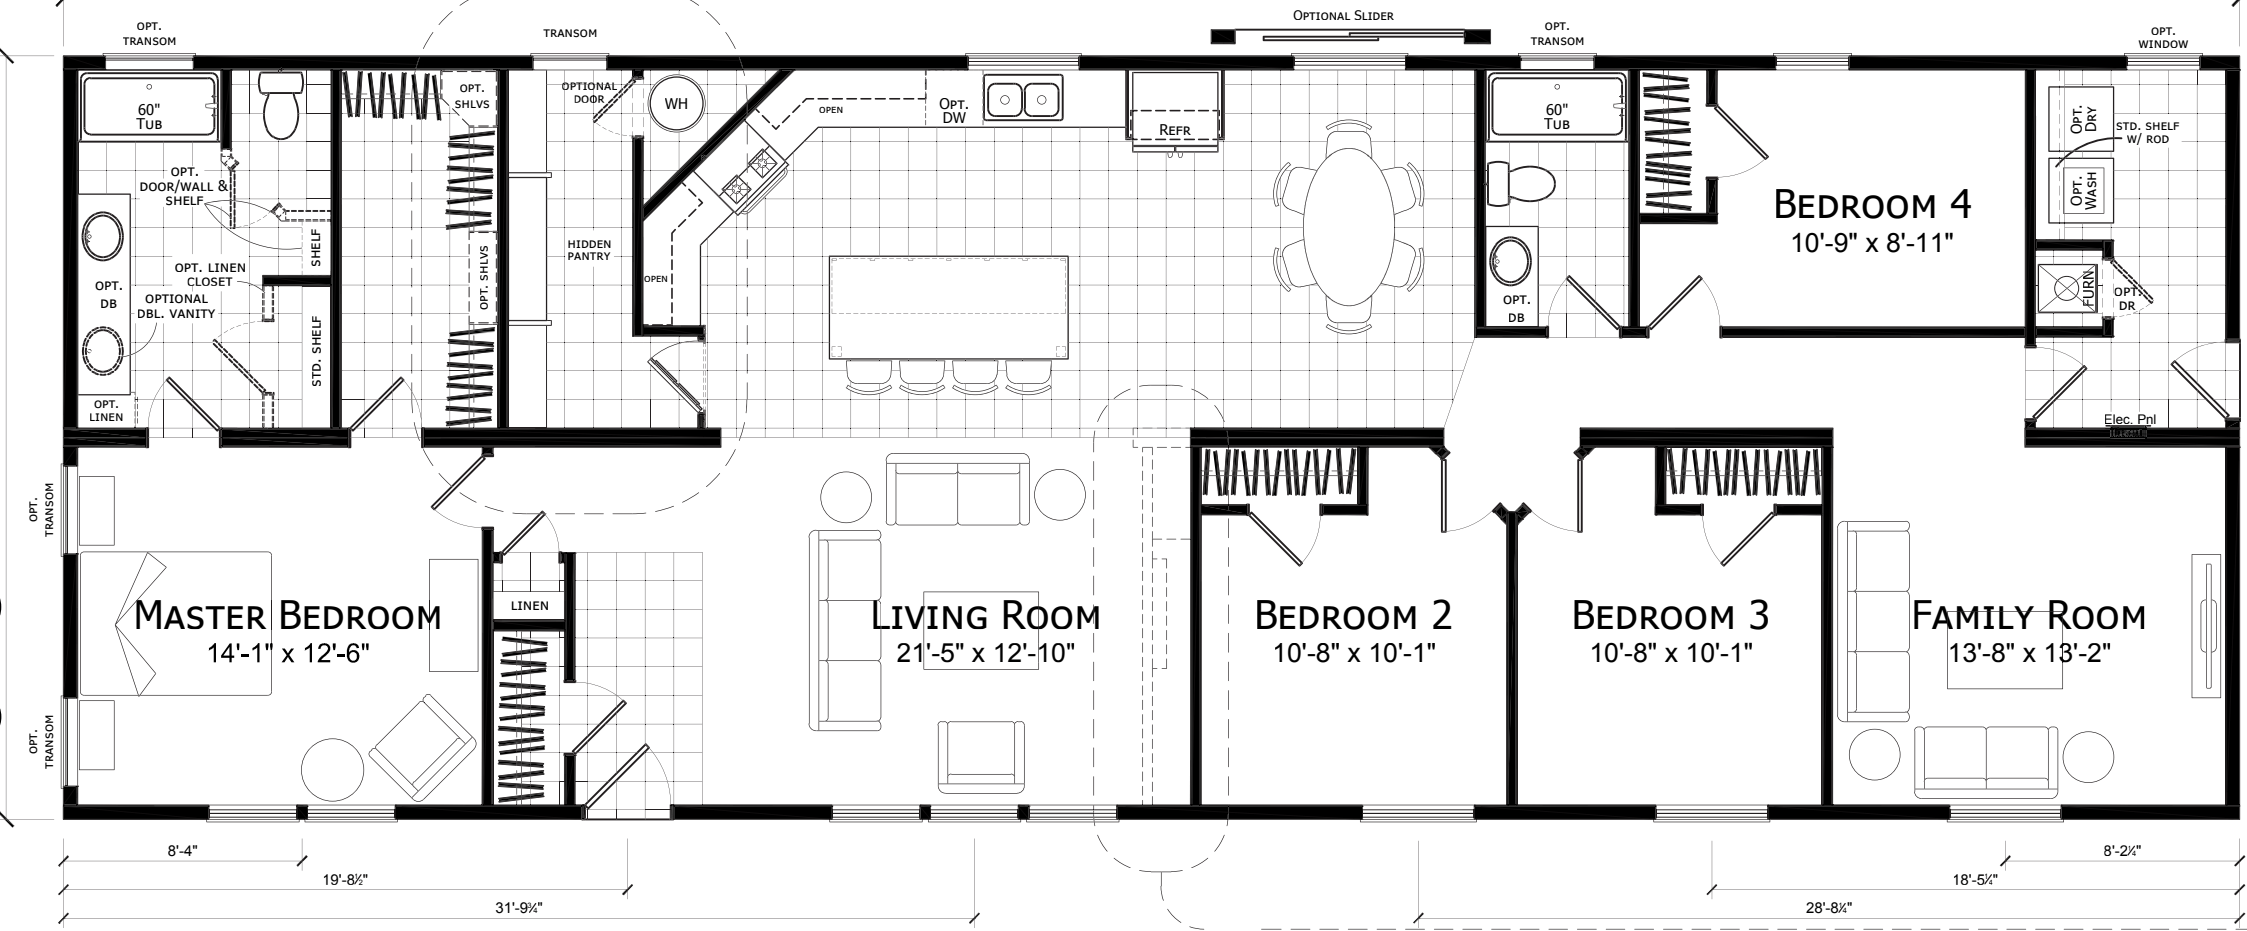 OPT.
TRANSOM
TRANSOM
OPTIONAL SLIDER
OPT.
TRANSOM
OPT.
WINDOW
60"
TUB
OPT.
SHLVS
OPTIONAL
DOOR
WH
OPEN
OPT.
DW
REFR
60"
TUB
OPT.
DRY
STD. SHELF
W/ ROD
OPT.
WASH
OPT.
DOOR/WALL &
SHELF
SHELF
OPT. LINEN
CLOSET
OPT.
DB
OPTIONAL
DBL. VANITY
STD. SHELF
OPT.
LINEN
OPT. SHLVS
HIDDEN
PANTRY
OPEN
OPT.
DB
BEDROOM 4
10'-9" x 8'-11"
FURN
OPT.
DR
Elec. Pnl
OPT.
TRANSOM
MASTER BEDROOM
14'-1" x 12'-6"
LINEN
LIVING ROOM
21'-5" x 12'-10"
BEDROOM 2
10'-8" x 10'-1"
BEDROOM 3
10'-8" x 10'-1"
FAMILY ROOM
13'-8" x 13'-2"
OPT.
TRANSOM
8'-4"
8'-2¼"
19'-8½"
18'-5¼"
31'-9¾"
28'-8¼"